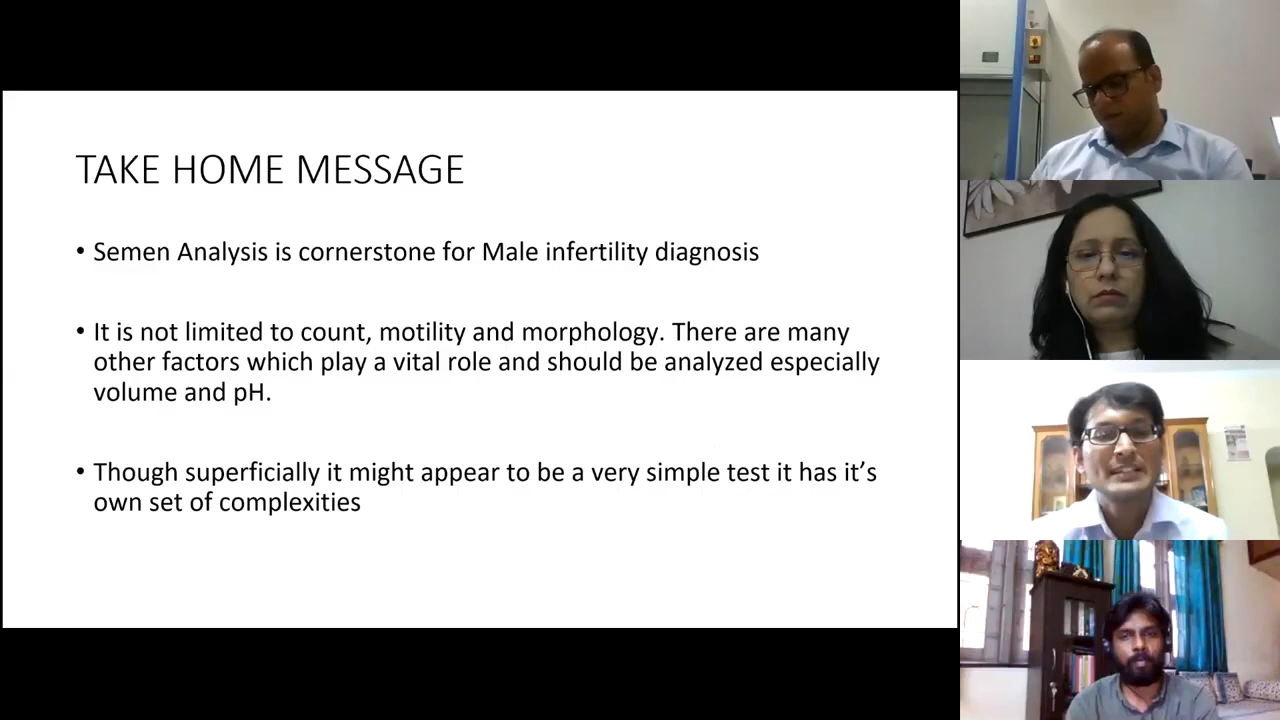 TAKE HOME MESSAGE
• Semen Analysis is cornerstone for Male infertility diagnosis
• It is not limited to count, motility and morphology. There are many
other factors which play a vital role and should be analyzed especially
volume and pH.
• Though superficially it might appear to be a very simple test it has it’s
own set of complexities